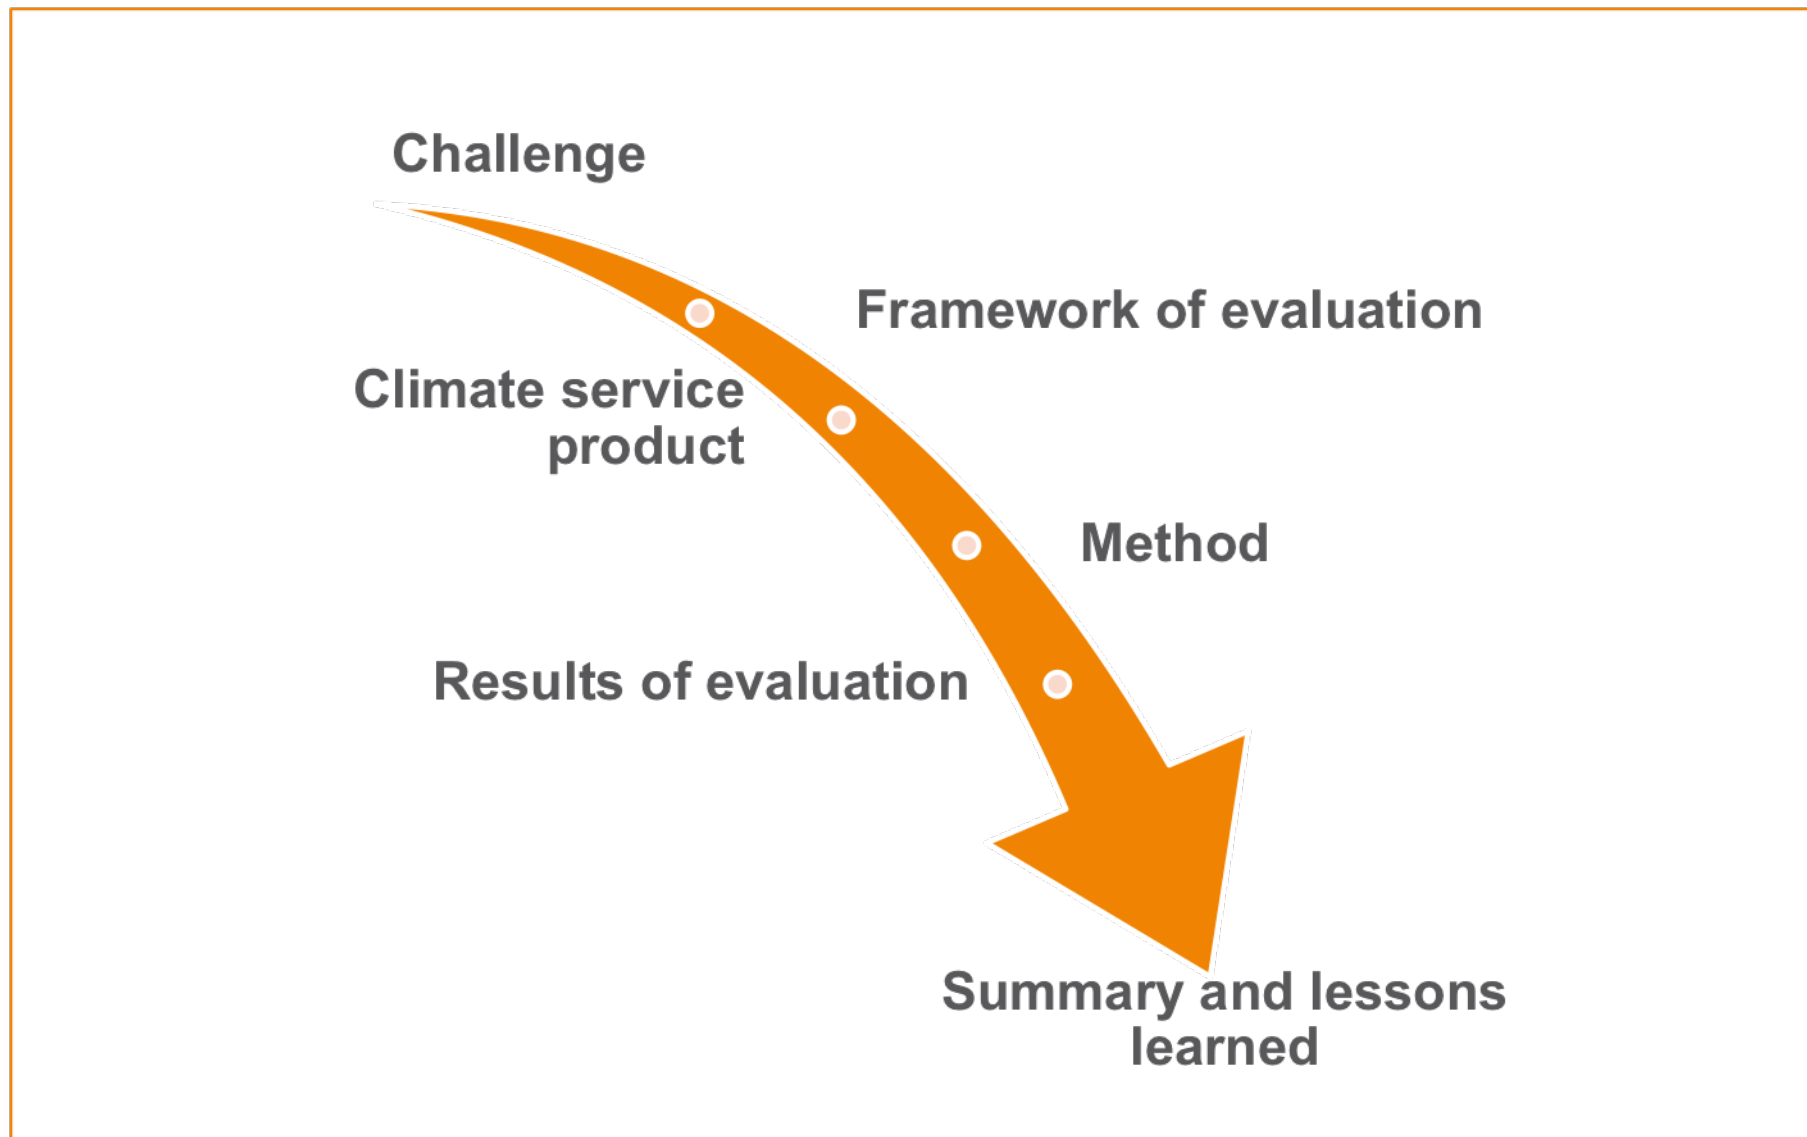 Challenge
Framework of evaluation
Climate service
product
Method
Results of evaluation
Summary and lessons
learned